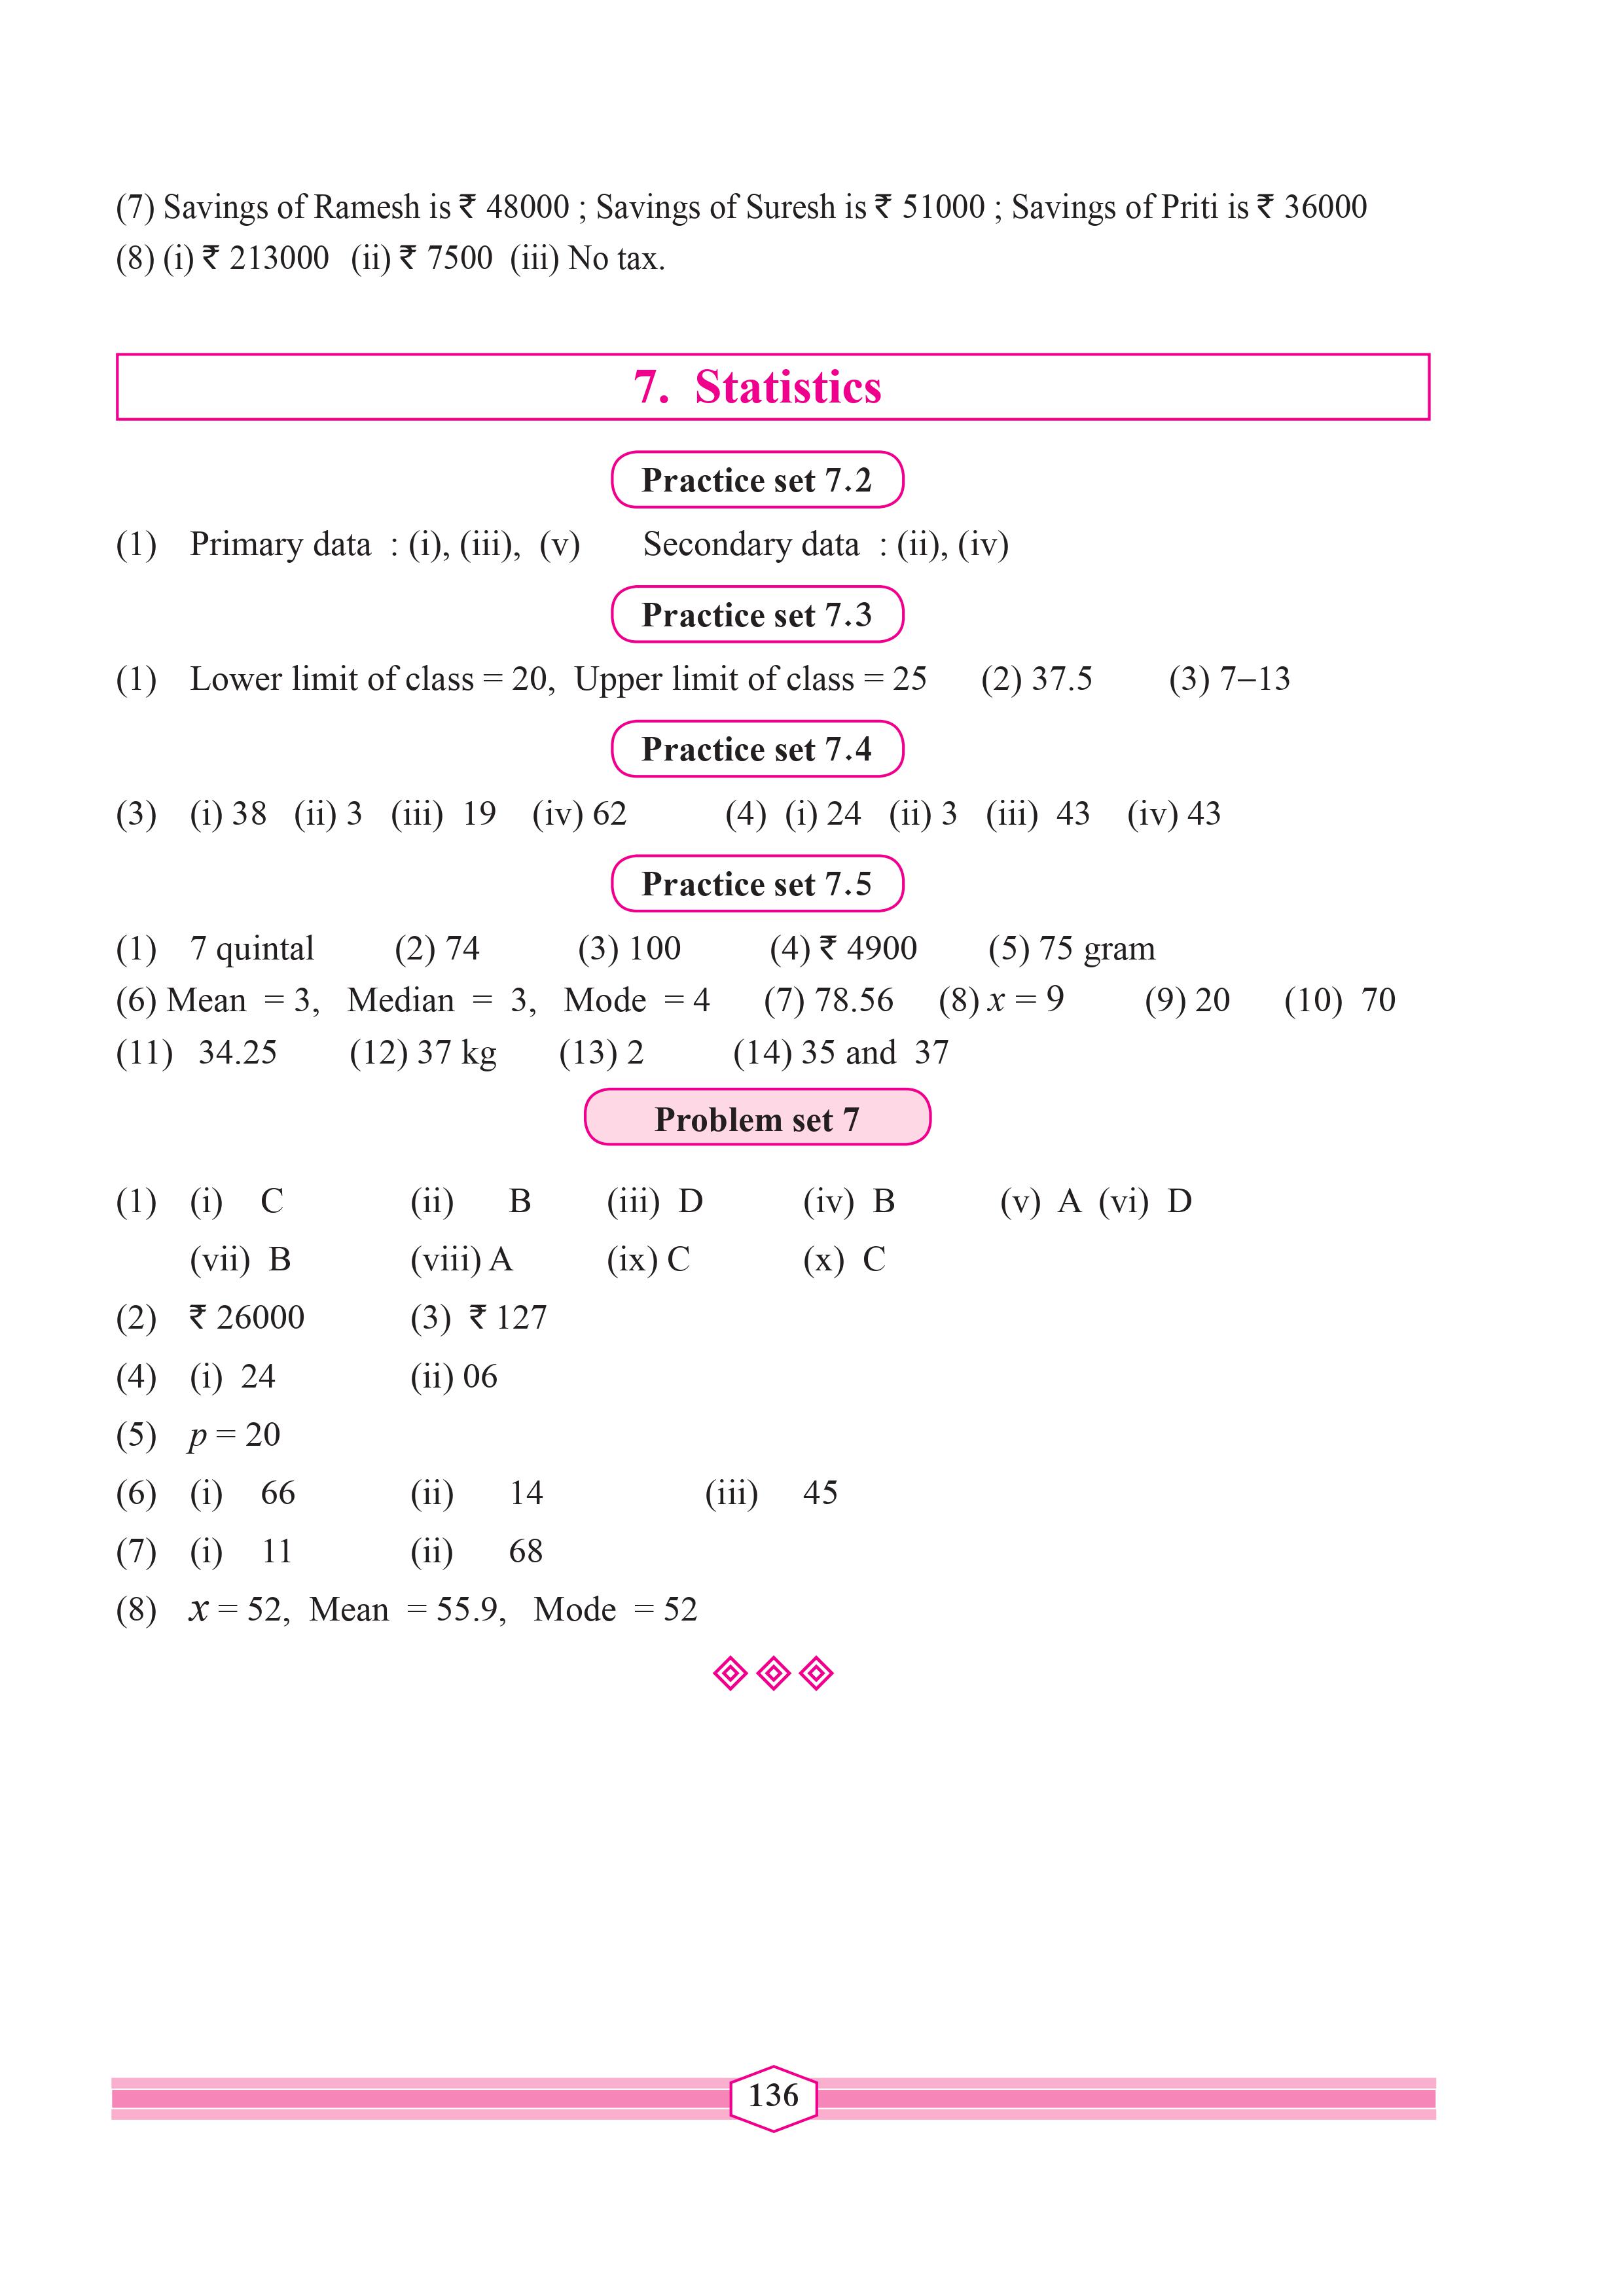 (7) Savings of Ramesh is ₹ 48000 ; Savings of Suresh is ₹ 51000 ; Savings of Priti is ₹ 36000
(8) (i) ₹ 213000 (ii) ₹ 7500 (iii) No tax.
7. Statistics
Practice set 7.2
(1) Primary data : (i), (iii), (v) Secondary data : (ii), (iv)
Practice set 7.3
(1) Lower limit of class = 20, Upper limit of class = 25 (2) 37.5 (3) 7–13
Practice set 7.4
(3) (i) 38 (ii) 3 (iii) 19 (iv) 62 (4) (i) 24 (ii) 3 (iii) 43 (iv) 43
Practice set 7.5
(1) 7 quintal (2) 74 (3) 100 (4) ₹ 4900 (5) 75 gram
(6) Mean = 3, Median = 3, Mode = 4 (7) 78.56 (8) x = 9 (9) 20 (10) 70
(11) 34.25 (12) 37 kg (13) 2 (14) 35 and 37
Problem set 7
(1) (i) C (ii) B (iii) D (iv) B (v) A (vi) D
(vii) B (viii) A (ix) C (x) C
(2) ₹ 26000 (3) ₹ 127
(4) (i) 24 (ii) 06
(5) p = 20
(6) (i) 66 (ii) 14 (iii) 45
(7) (i) 11 (ii) 68
(8) x = 52, Mean = 55.9, Mode = 52
136